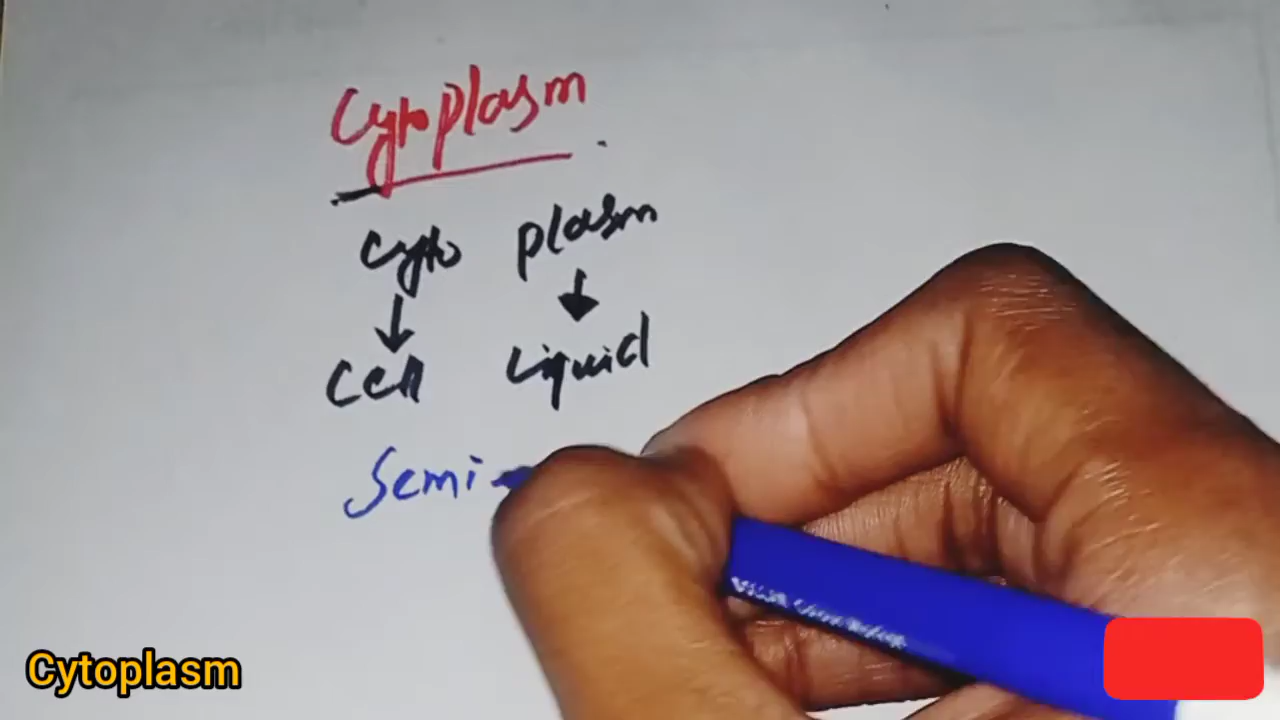 Cytoplasm
Cyto plasm
Cell Liquid
Semi-
Cytoplasm